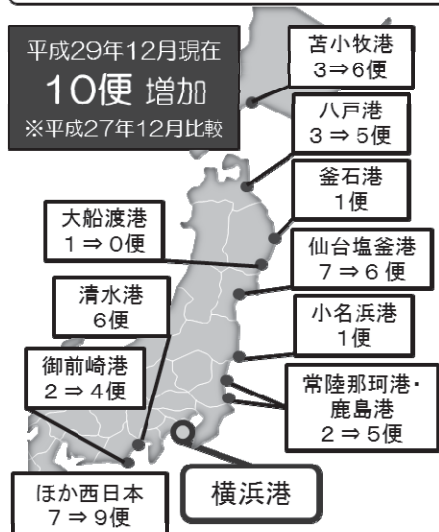 平成29年12月現在
10便 増加
※平成27年12月比較
苫小牧港
3⇒6便
八戸港
3 ⇒ 5便
釜石港
1便
大船渡港
1 ⇒ 0便
仙台塩釜港
7 ⇒ 6 便
清水港
6便
小名浜港
1便
御前崎港
2 ⇒ 4便
常陸那珂港・
鹿島港
2 ⇒ 5便
ほか西日本
7 ⇒ 9便
横浜港